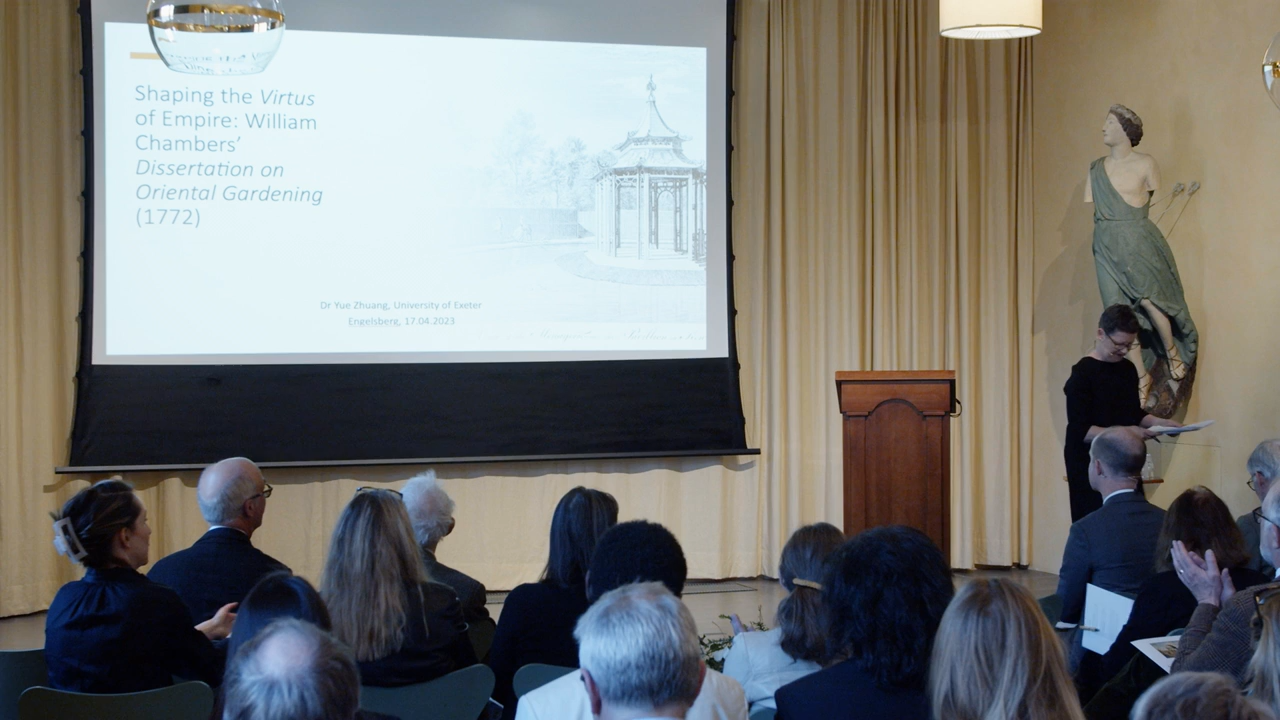 Shaping the Virtus
of Empire: William
Chambers'
Dissertation on
Oriental Gardening
(1772)
Dr Yue Zhuang, University of Exeter
Engelsberg, 17.04.2023